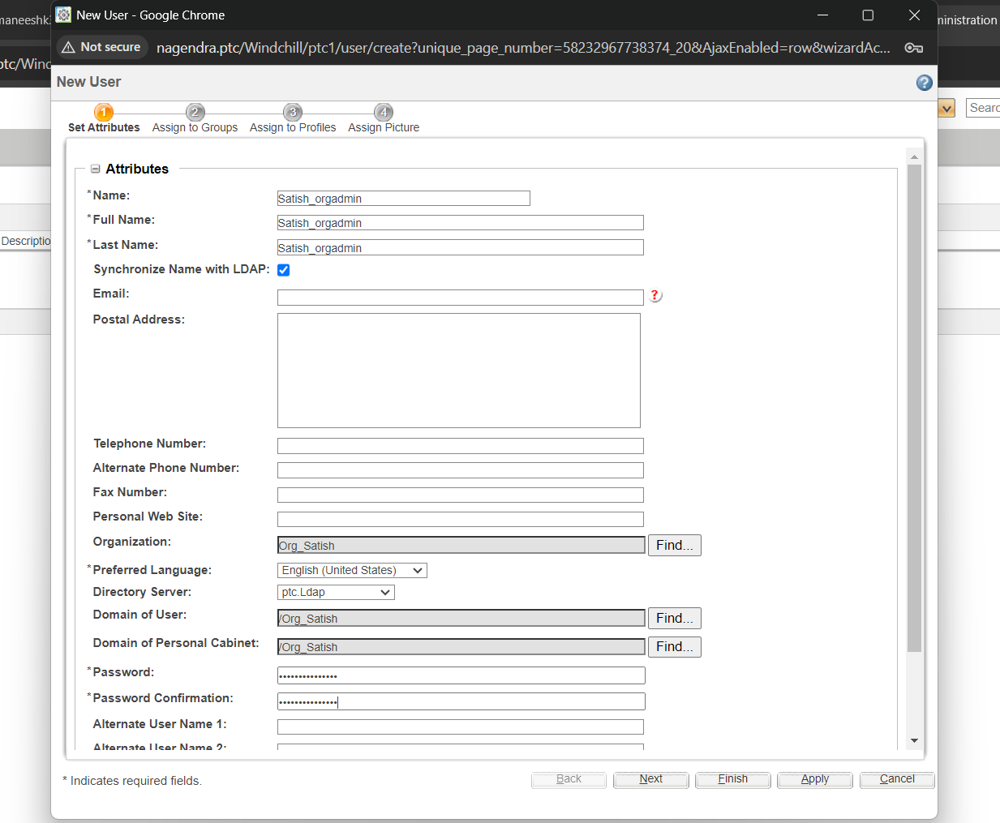 maneeshk
New User - Google Chrome
ministration
Not secure
nagendra.ptc/Windchill/ptc1/user/create?unique_page_number=58232967738374_20&AjaxEnabled=row&wizardAc...
ptc/Winc
New User
?
Searc
1 2 3 4
Set Attributes Assign to Groups Assign to Profiles Assign Picture
Attributes
*Name: Satish_orgadmin
*Full Name: Satish_orgadmin
Descriptio
*Last Name: Satish_orgadmin
Synchronize Name with LDAP:
Email: ?
Postal Address:
Telephone Number:
Alternate Phone Number:
Fax Number:
Personal Web Site:
Organization: Org_Satish Find...
*Preferred Language: English (United States)
Directory Server: ptc.Ldap
Domain of User: /Org_Satish Find...
Domain of Personal Cabinet: /Org_Satish Find...
*Password: •••••••••••••••
*Password Confirmation: •••••••••••••••
Alternate User Name 1:
Alternate User Name 2:
* Indicates required fields. Back Next Finish Apply Cancel